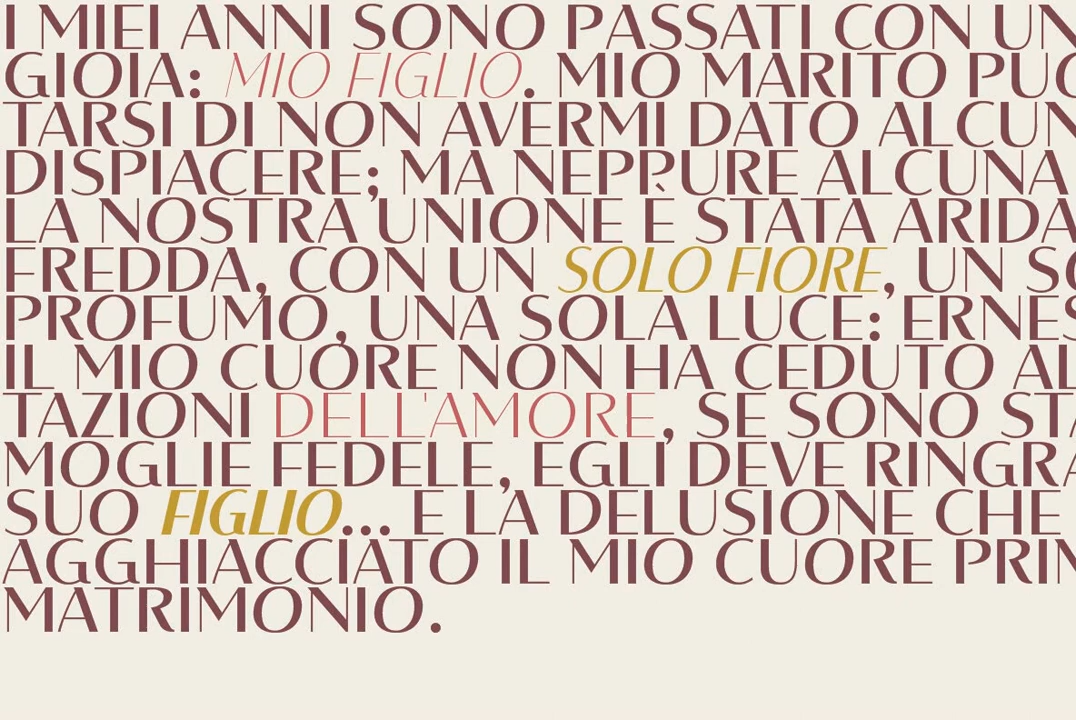 I MIEI ANNI SONO PASSATI CON UN
GIOIA: MIO FIGLIO. MIO MARITO PUÒ
TARSI DI NON AVERMI DATO ALCUN
DISPIACERE; MA NEPPURE ALCUNA
LA NOSTRA UNIONE È STATA ARIDA
FREDDA, CON UN SOLO FIORE, UN SO
PROFUMO, UNA SOLA LUCE: ERNES
IL MIO CUORE NON HA CEDUTO AL
TAZIONI DELL'AMORE, SE SONO STA
MOGLIE FEDELE, EGLI DEVE RINGRA
SUO FIGLIO... E LA DELUSIONE CHE
AGGHIACCIATO IL MIO CUORE PRIM
MATRIMONIO.